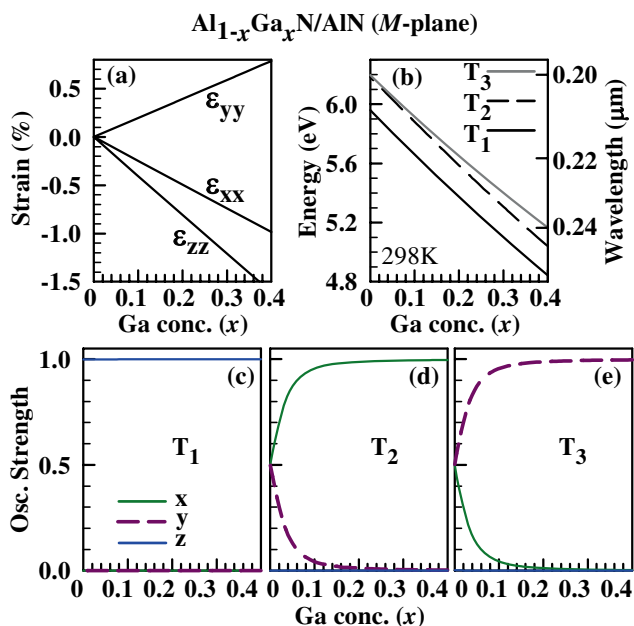 Al1-xGaxN/AlN (M-plane)
(a)
εyy
εxx
εzz
0.5
0.0
-0.5
-1.0
-1.5
Strain (%)
0 0.1 0.2 0.3 0.4
Ga conc. (x)
(b)
T3
T2
T1
298K
6.0
5.6
5.2
4.8
Energy (eV)
0.20
0.22
0.24
Wavelength (μm)
0 0.1 0.2 0.3 0.4
Ga conc. (x)
(c)
T1
x
y
z
1.0
0.5
0.0
Osc. Strength
0 0.1 0.2 0.3 0.4
(d)
T2
0 0.1 0.2 0.3 0.4
(e)
T3
0 0.1 0.2 0.3 0.4
Ga conc. (x)